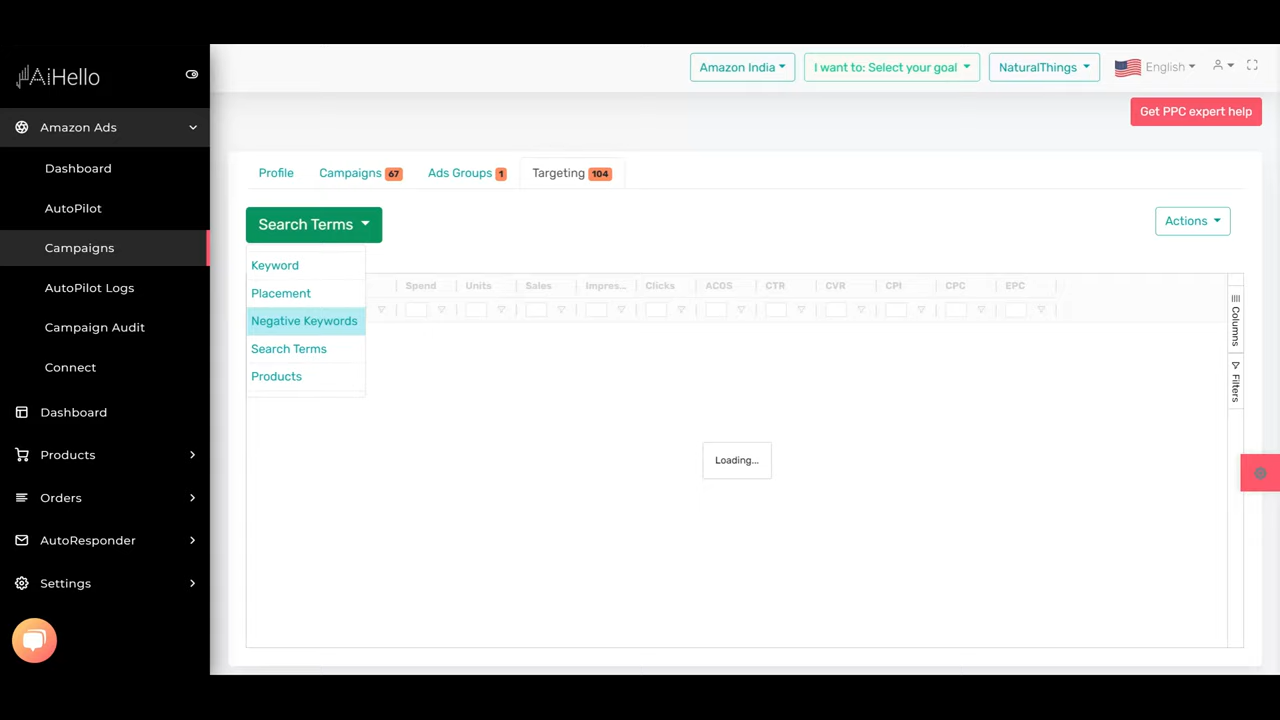 AiHello
Amazon India
I want to: Select your goal
NaturalThings
English
Get PPC expert help
Amazon Ads
Dashboard
AutoPilot
Campaigns
AutoPilot Logs
Campaign Audit
Connect
Dashboard
Products
Orders
AutoResponder
Settings
Profile
Campaigns 67
Ads Groups 1
Targeting 104
Search Terms
Actions
Keyword
Placement
Negative Keywords
Search Terms
Products
Spend Units Sales Impres... Clicks ACOS CTR CVR CPI CPC EPC
Columns
Filters
Loading...